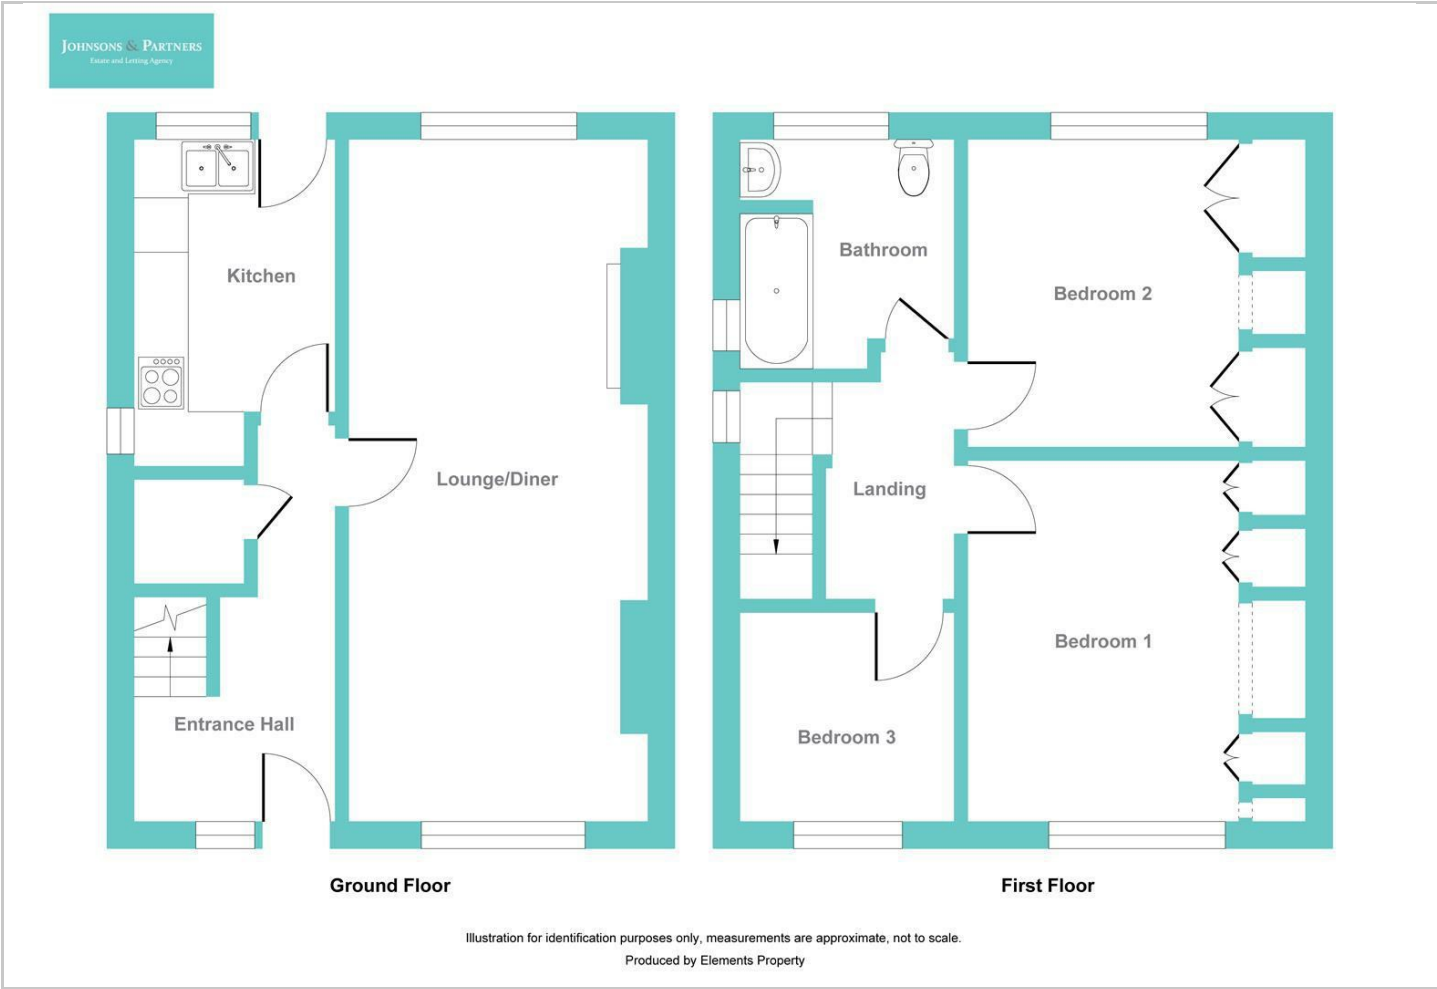 JOHNSONS & PARTNERS
Estate and Letting Agency
Kitchen
Lounge/Diner
Entrance Hall
Bathroom
Bedroom 2
Landing
Bedroom 1
Bedroom 3
Ground Floor
First Floor
Illustration for identification purposes only, measurements are approximate, not to scale.
Produced by Elements Property